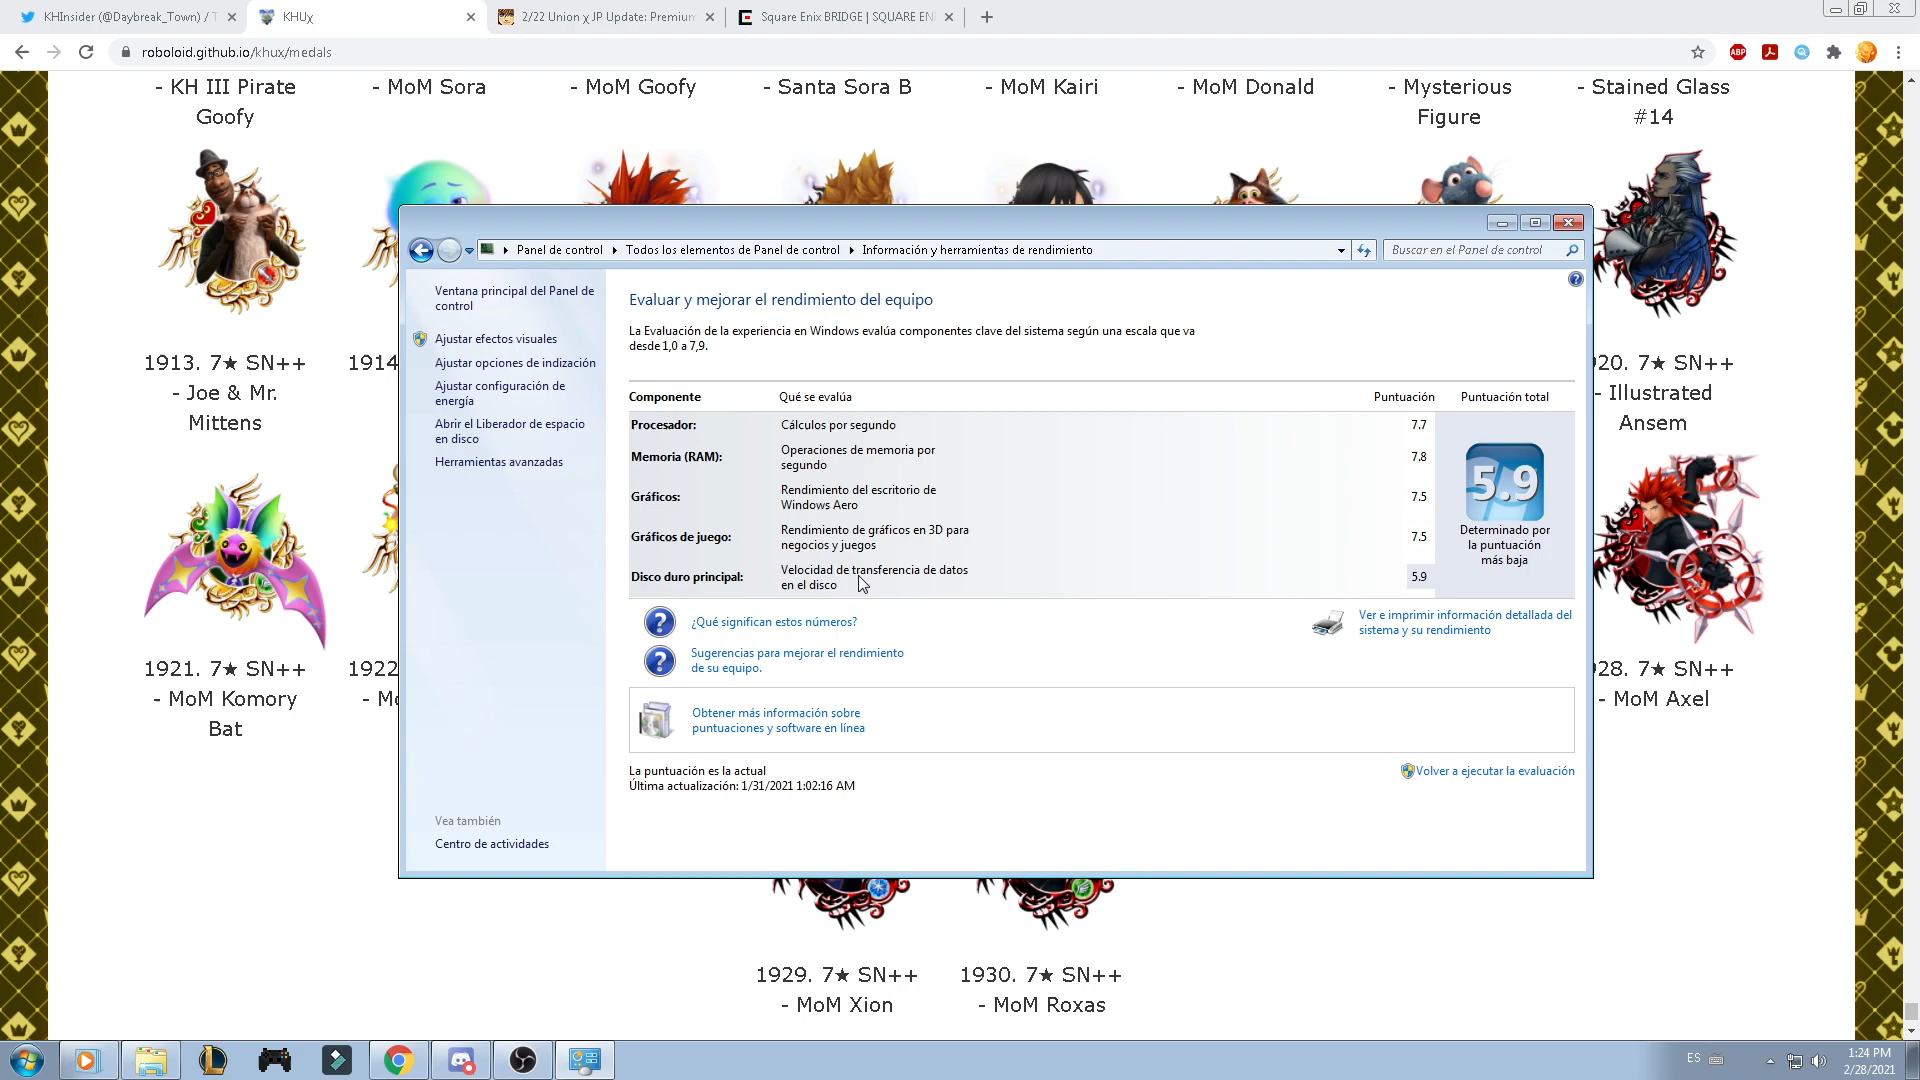 KHInsider (@Daybreak_Town) / T
KHUχ
2/22 Union χ JP Update: Premium
Square Enix BRIDGE | SQUARE EN
roboloid.github.io/khux/medals
ABP
- KH III Pirate
Goofy
- MoM Sora
- MoM Goofy
- Santa Sora B
- MoM Kairi
- MoM Donald
- Mysterious
Figure
- Stained Glass
#14
Panel de control
Todos los elementos de Panel de control
Información y herramientas de rendimiento
Buscar en el Panel de control
Ventana principal del Panel de
control
Ajustar efectos visuales
Ajustar opciones de indización
Ajustar configuración de
energía
Abrir el Liberador de espacio
en disco
Herramientas avanzadas
Vea también
Centro de actividades
Evaluar y mejorar el rendimiento del equipo
La Evaluación de la experiencia en Windows evalúa componentes clave del sistema según una escala que va
desde 1,0 a 7,9.
Componente
Qué se evalúa
Puntuación
Puntuación total
Procesador:
Cálculos por segundo
7.7
Memoria (RAM):
Operaciones de memoria por
segundo
7.8
Gráficos:
Rendimiento del escritorio de
Windows Aero
7.5
Gráficos de juego:
Rendimiento de gráficos en 3D para
negocios y juegos
7.5
Disco duro principal:
Velocidad de transferencia de datos
en el disco
5.9
5.9
Determinado por
la puntuación
más baja
¿Qué significan estos números?
Sugerencias para mejorar el rendimiento
de su equipo.
Ver e imprimir información detallada del
sistema y su rendimiento
Obtener más información sobre
puntuaciones y software en línea
La puntuación es la actual
Última actualización: 1/31/2021 1:02:16 AM
Volver a ejecutar la evaluación
1913. 7★ SN++
- Joe & Mr.
Mittens
1914
20. 7★ SN++
- Illustrated
Ansem
1921. 7★ SN++
- MoM Komory
Bat
1922
- Mo
28. 7★ SN++
- MoM Axel
1929. 7★ SN++
- MoM Xion
1930. 7★ SN++
- MoM Roxas
ES
1:24 PM
2/28/2021